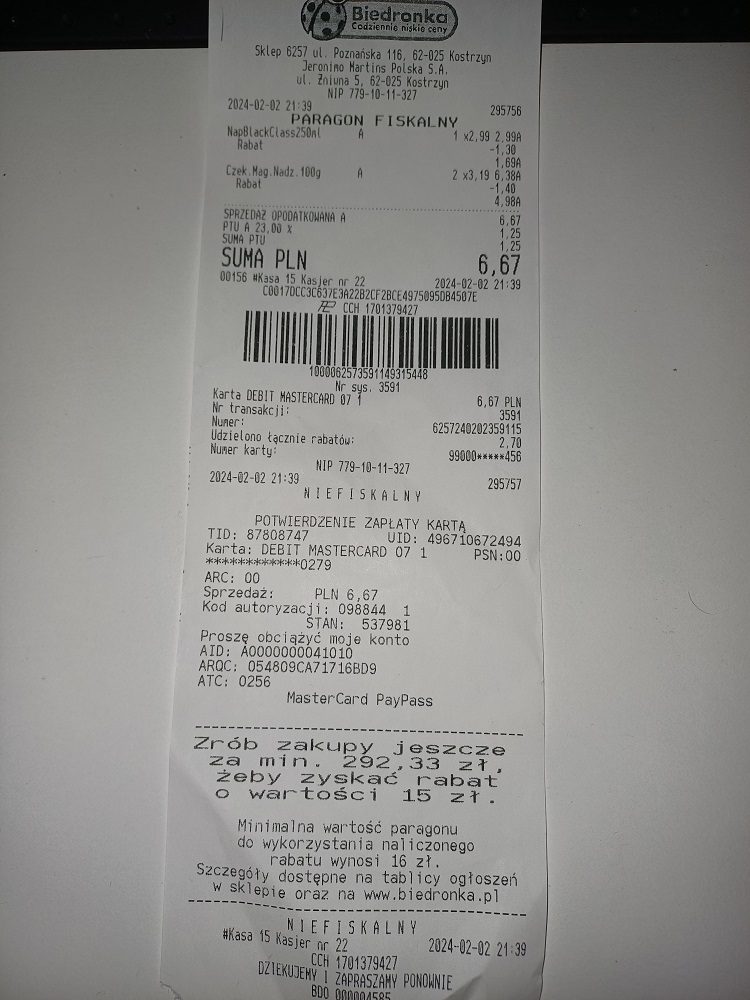 Biedronka
Codziennie niskie ceny
Sklep 6257 ul. Poznańska 116, 62-025 Kostrzyn
Jeronimo Martins Polska S.A.
ul. Żniwna 5, 62-025 Kostrzyn
NIP 779-10-11-327
2024-02-02 21:39 295756
PARAGON FISKALNY
NapBlackClass250ml A 1 x2,99 2,99A
Rabat -1,30
1,69A
Czek.Mag.Nadz.100g A 2 x3,19 6,38A
Rabat -1,40
4,98A
SPRZEDAŻ OPODATKOWANA A 6,67
PTU A 23,00 % 1,25
SUMA PTU 1,25
SUMA PLN 6,67
00156 #Kasa 15 Kasjer nr 22 2024-02-02 21:39
C0017DCC3C637E3A22B2CF2BCE4975095DB4507E
CCH 1701379427
1000062573591149315448
Nr sys. 3591
Karta DEBIT MASTERCARD 07 1 6,67 PLN
Nr transakcji: 3591
Numer: 6257240202359115
Udzielono łącznie rabatów: 2,70
Numer karty: 99000*****456
NIP 779-10-11-327
2024-02-02 21:39 295757
NIEFISKALNY
POTWIERDZENIE ZAPŁATY KARTĄ
TID: 87808747 UID: 496710672494
Karta: DEBIT MASTERCARD 07 1 PSN:00
************0279
ARC: 00
Sprzedaż: PLN 6,67
Kod autoryzacji: 098844 1
STAN: 537981
Proszę obciążyć moje konto
AID: A0000000041010
ARQC: 054809CA71716BD9
ATC: 0256
MasterCard PayPass
Zrób zakupy jeszcze
za min. 292,33 zł,
żeby zyskać rabat
o wartości 15 zł.
Minimalna wartość paragonu
do wykorzystania naliczonego
rabatu wynosi 16 zł.
Szczegóły dostępne na tablicy ogłoszeń
w sklepie oraz na www.biedronka.pl
NIEFISKALNY
#Kasa 15 Kasjer nr 22 2024-02-02 21:39
CCH 1701379427
DZIĘKUJEMY I ZAPRASZAMY PONOWNIE
BDO 000004585